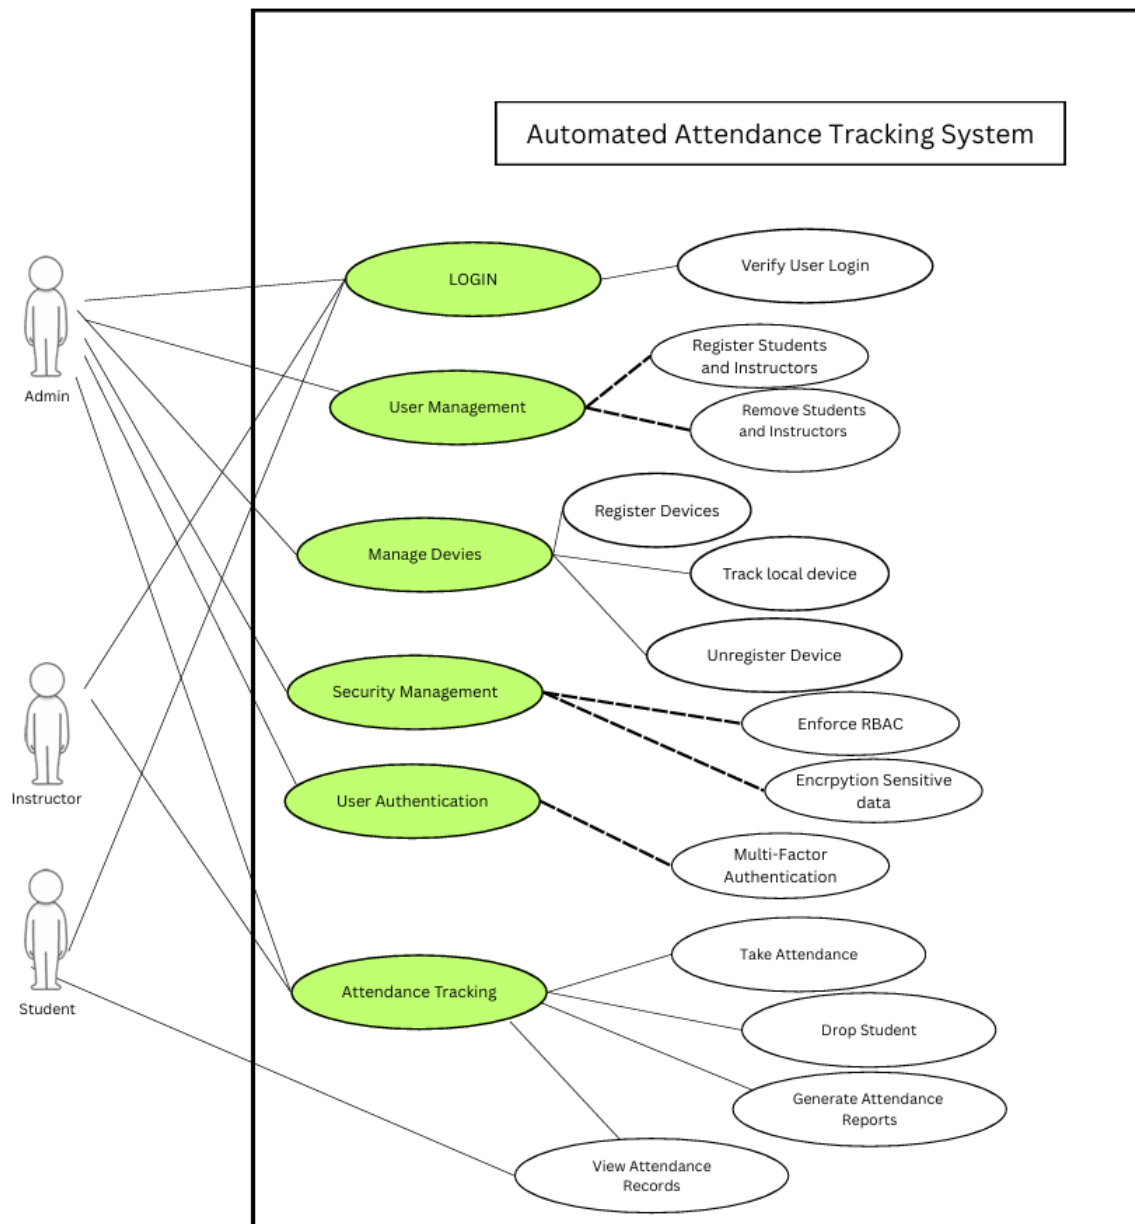 Automated Attendance Tracking System
Admin
Instructor
Student
LOGIN
Verify User Login
User Management
Register Students
and Instructors
Remove Students
and Instructors
Manage Devies
Register Devices
Track local device
Unregister Device
Security Management
Enforce RBAC
Encrpytion Sensitive
data
User Authentication
Multi-Factor
Authentication
Attendance Tracking
Take Attendance
Drop Student
Generate Attendance
Reports
View Attendance
Records